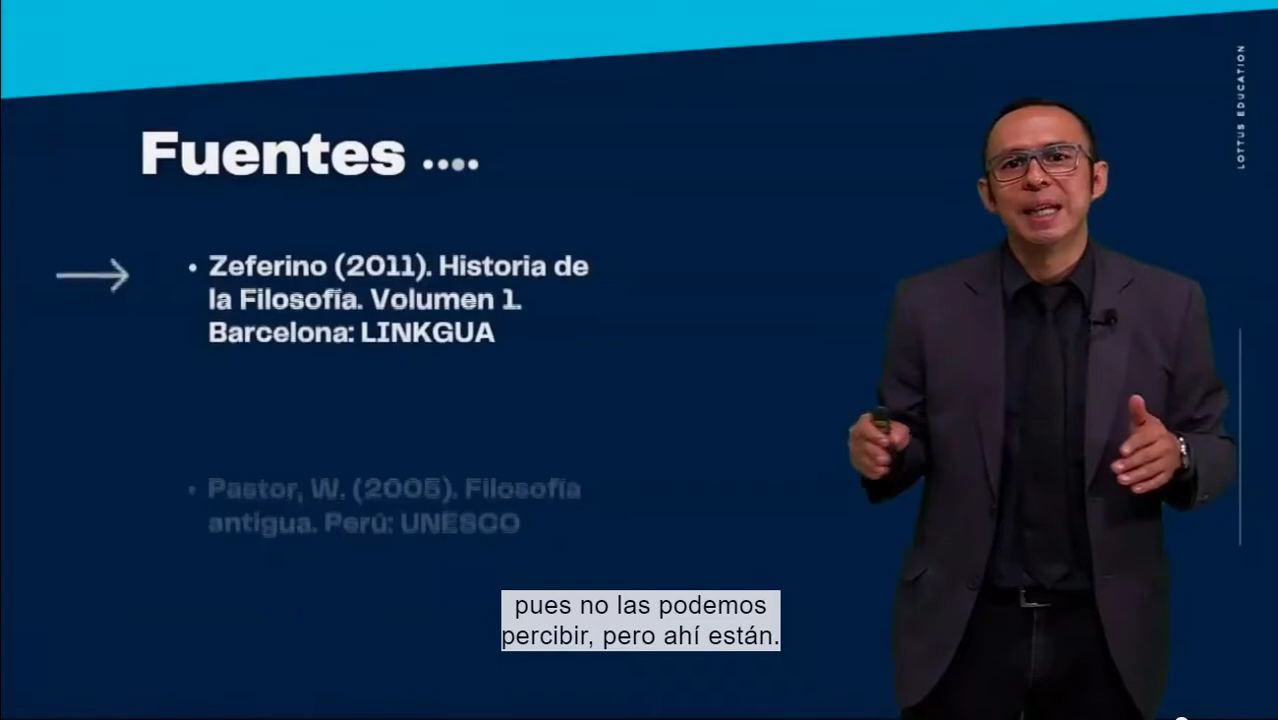 LOTTUS EDUCATION
Fuentes ....
• Zeferino (2011). Historia de
la Filosofía. Volumen 1.
Barcelona: LINKGUA
• Pastor, W. (2005). Filosofía
antigua. Perú: UNESCO
pues no las podemos
percibir, pero ahí están.